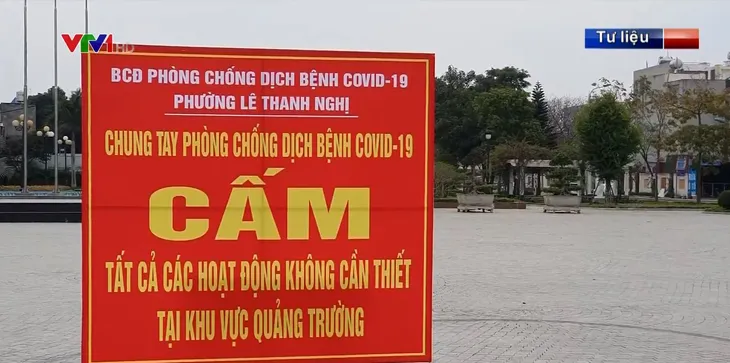 VTV1 HD
Tư liệu
BCĐ PHÒNG CHỐNG DỊCH BỆNH COVID-19
PHƯỜNG LÊ THANH NGHỊ
CHUNG TAY PHÒNG CHỐNG DỊCH BỆNH COVID-19
CẤM
TẤT CẢ CÁC HOẠT ĐỘNG KHÔNG CẦN THIẾT
TẠI KHU VỰC QUẢNG TRƯỜNG